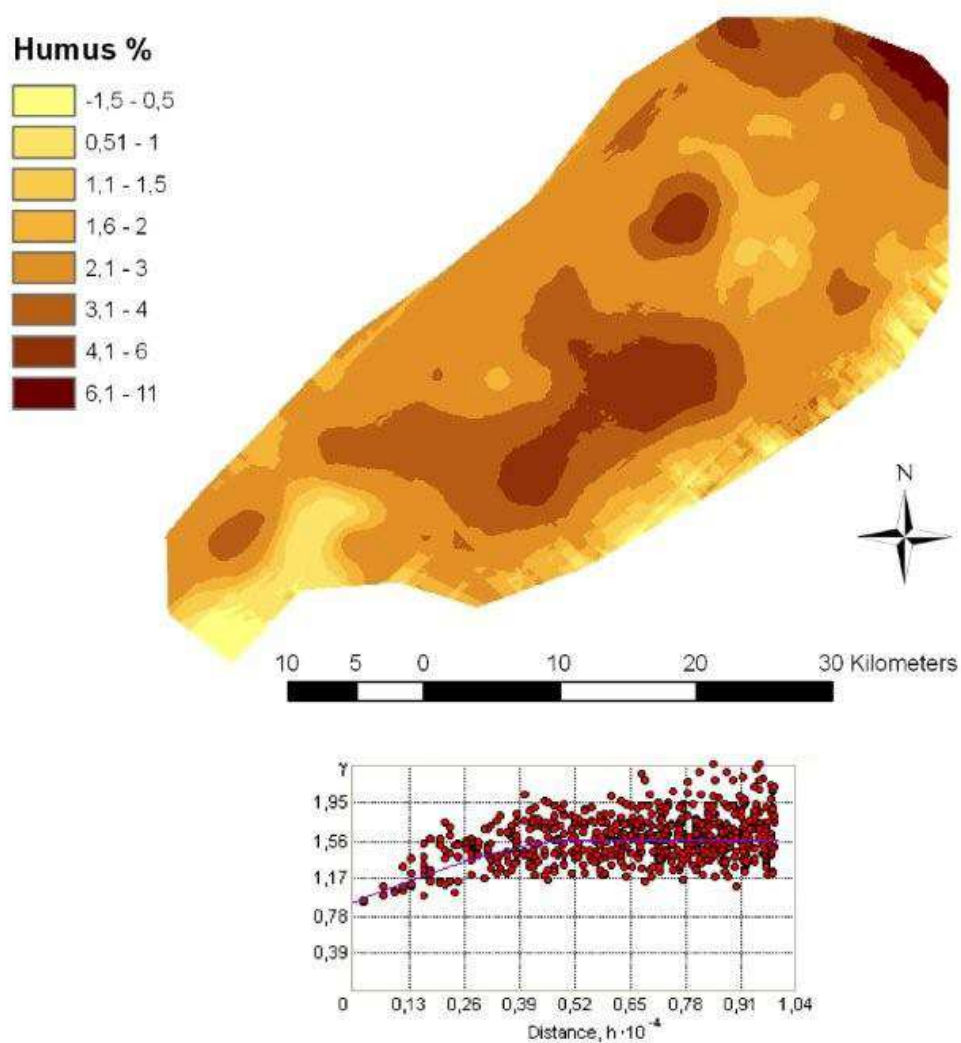 Humus %
-1,5 - 0,5
0,51 - 1
1,1 - 1,5
1,6 - 2
2,1 - 3
3,1 - 4
4,1 - 6
6,1 - 11
N
10 5 0 10 20 30 Kilometers
γ
1,95
1,56
1,17
0,78
0,39
0 0,13 0,26 0,39 0,52 0,65 0,78 0,91 1,04
Distance, h·10⁻⁴